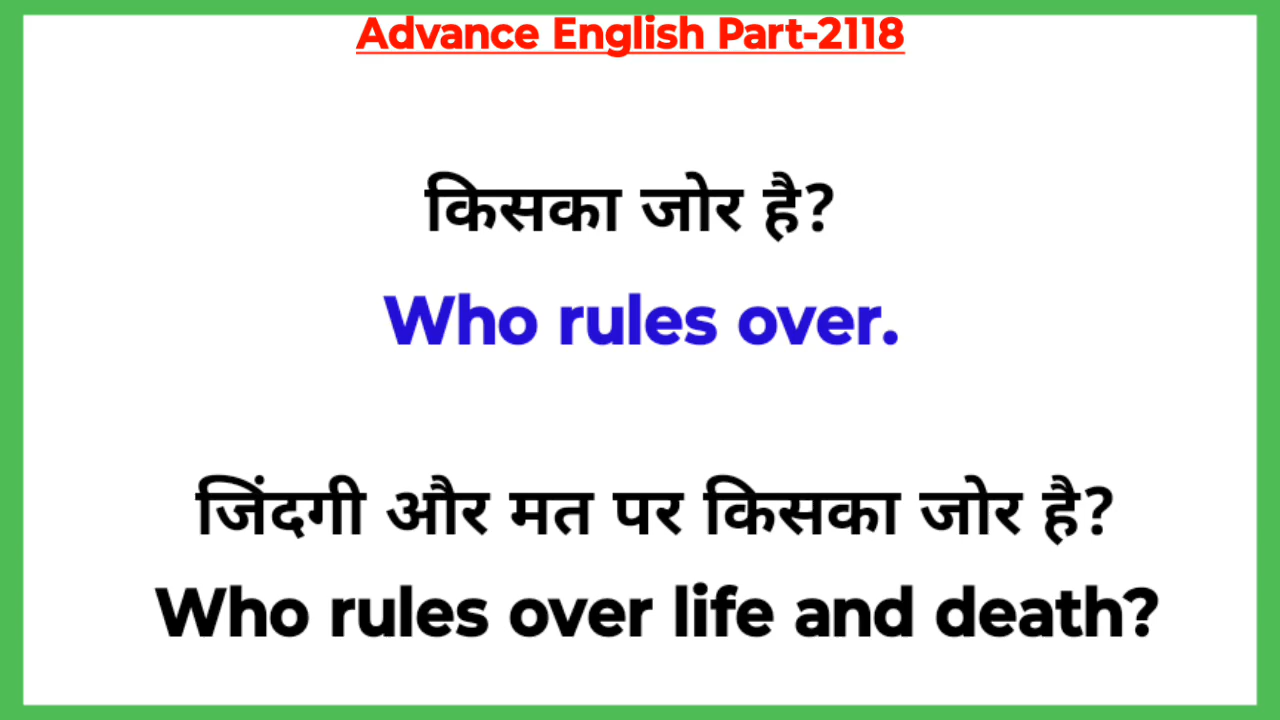 Advance English Part-2118
किसका जोर है?
Who rules over.
जिंदगी और मत पर किसका जोर है?
Who rules over life and death?